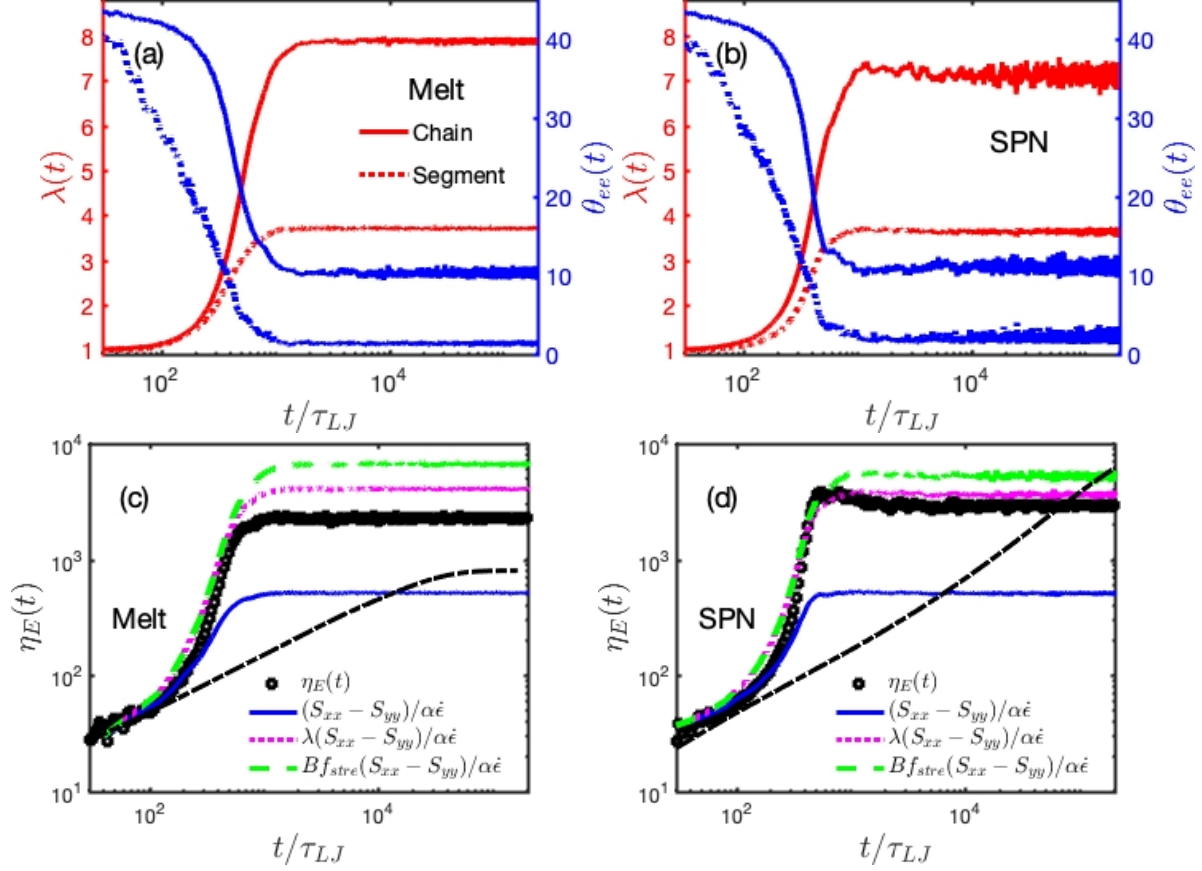 (a)
Melt
Chain
Segment
8
7
6
5
4
3
2
1
λ(t)
40
30
20
10
0
θee(t)
10²
10⁴
t/τLJ
(b)
SPN
8
7
6
5
4
3
2
1
λ(t)
40
30
20
10
0
θee(t)
10²
10⁴
t/τLJ
(c)
Melt
10⁴
10³
10²
10¹
ηE(t)
ηE(t)
(Sxx − Syy)/αϵ̇
λ(Sxx − Syy)/αϵ̇
Bfstre(Sxx − Syy)/αϵ̇
10²
10⁴
t/τLJ
(d)
SPN
10⁴
10³
10²
10¹
ηE(t)
ηE(t)
(Sxx − Syy)/αϵ̇
λ(Sxx − Syy)/αϵ̇
Bfstre(Sxx − Syy)/αϵ̇
10²
10⁴
t/τLJ